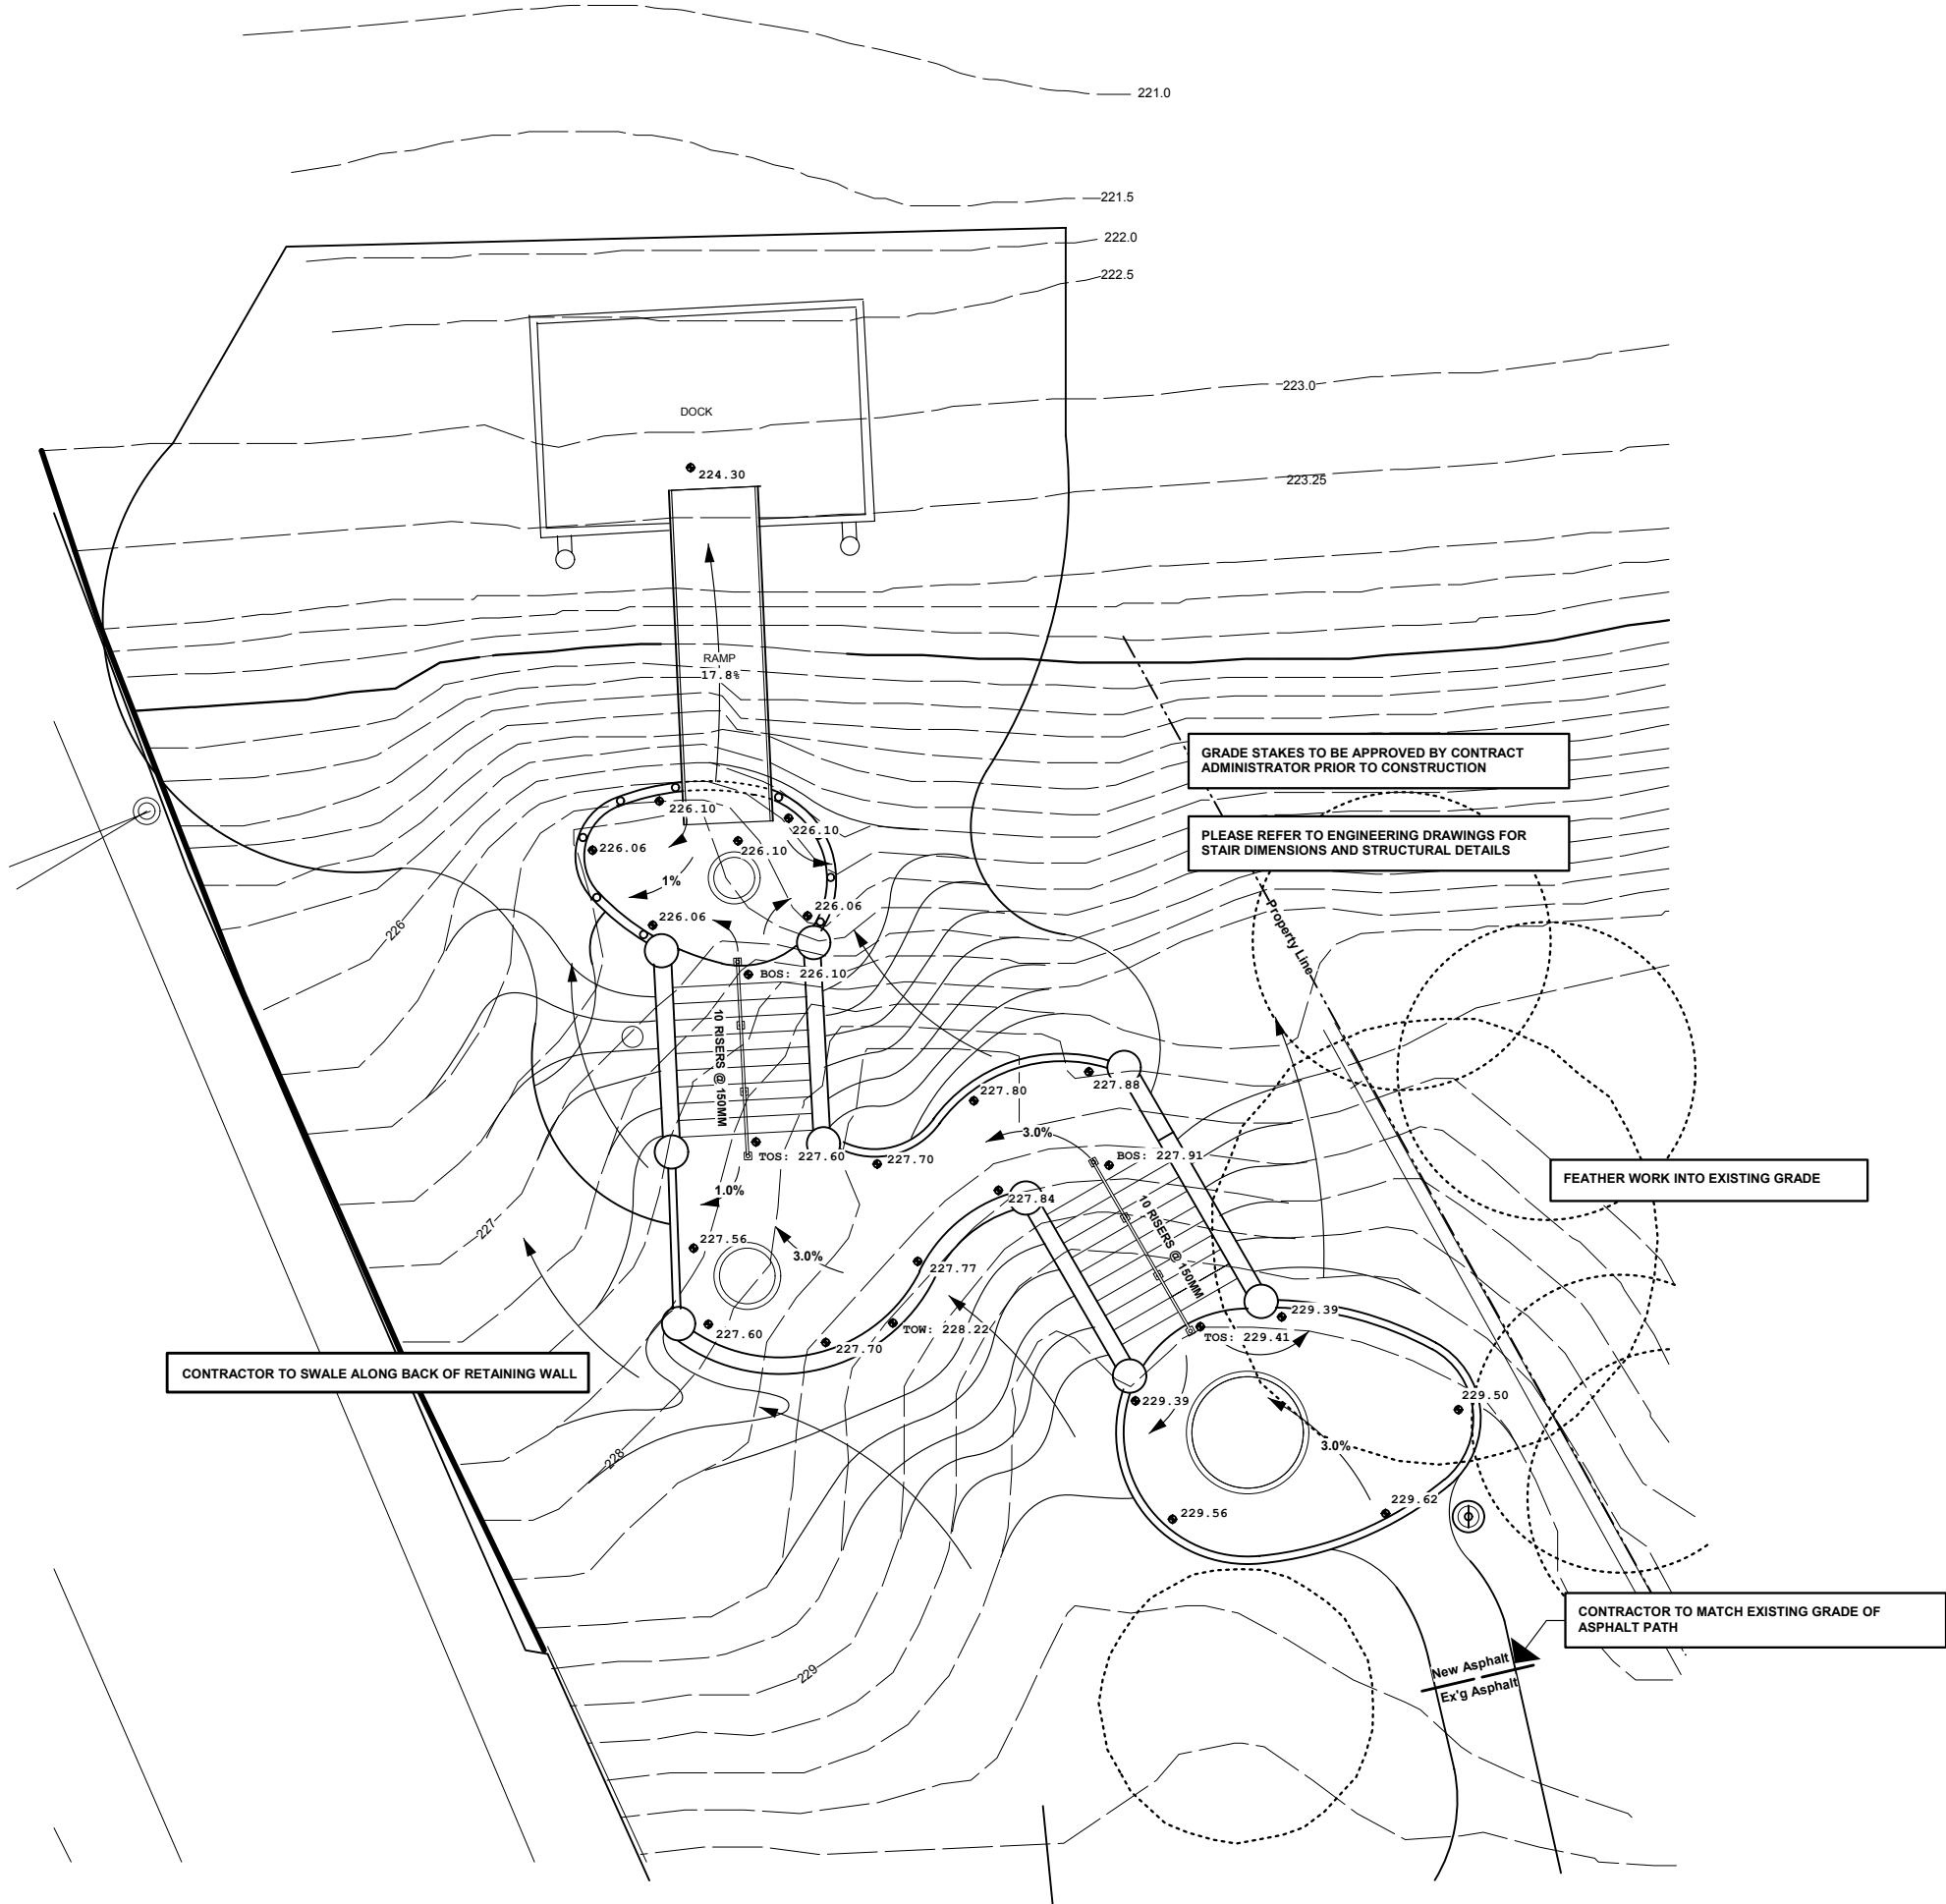 221.0
221.5
222.0
222.5
223.0
DOCK
224.30
223.25
RAMP
17.8%
GRADE STAKES TO BE APPROVED BY CONTRACT
ADMINISTRATOR PRIOR TO CONSTRUCTION
226.10
226.10
PLEASE REFER TO ENGINEERING DRAWINGS FOR
STAIR DIMENSIONS AND STRUCTURAL DETAILS
226.06
226.10
1%
226.06
226.06
226
Property Line
BOS: 226.10
10 RISERS @ 150MM
227.88
227.80
3.0%
TOS: 227.60
227.70
BOS: 227.91
FEATHER WORK INTO EXISTING GRADE
1.0%
227.84
227
10 RISERS @ 150MM
227.56
3.0%
227.77
229.39
227.60
TOW: 228.22
TOS: 229.41
227.70
CONTRACTOR TO SWALE ALONG BACK OF RETAINING WALL
229.39
229.50
228
3.0%
229.56
229.62
CONTRACTOR TO MATCH EXISTING GRADE OF
ASPHALT PATH
229
New Asphalt
Ex'g Asphalt